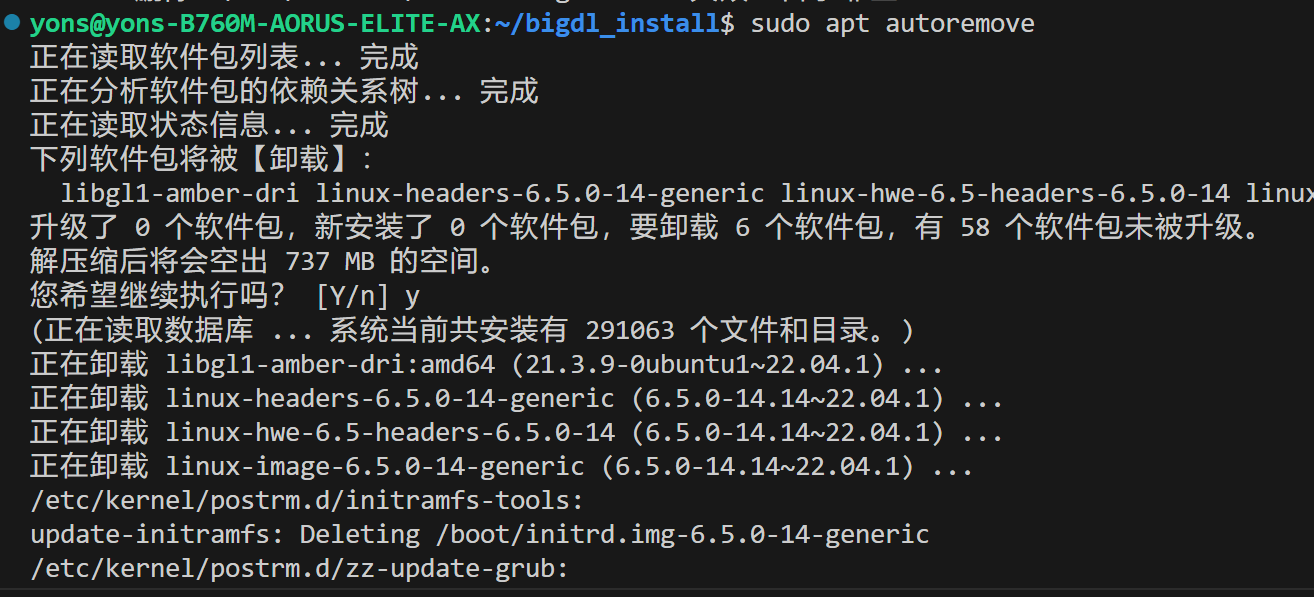 yons@yons-B760M-AORUS-ELITE-AX:~/bigdl_install$ sudo apt autoremove
正在读取软件包列表... 完成
正在分析软件包的依赖关系树... 完成
正在读取状态信息... 完成
下列软件包将被【卸载】:
  libgl1-amber-dri linux-headers-6.5.0-14-generic linux-hwe-6.5-headers-6.5.0-14 linux
升级了 0 个软件包，新安装了 0 个软件包，要卸载 6 个软件包，有 58 个软件包未被升级。
解压缩后将会空出 737 MB 的空间。
您希望继续执行吗？ [Y/n] y
(正在读取数据库 ... 系统当前共安装有 291063 个文件和目录。)
正在卸载 libgl1-amber-dri:amd64 (21.3.9-0ubuntu1~22.04.1) ...
正在卸载 linux-headers-6.5.0-14-generic (6.5.0-14.14~22.04.1) ...
正在卸载 linux-hwe-6.5-headers-6.5.0-14 (6.5.0-14.14~22.04.1) ...
正在卸载 linux-image-6.5.0-14-generic (6.5.0-14.14~22.04.1) ...
/etc/kernel/postrm.d/initramfs-tools:
update-initramfs: Deleting /boot/initrd.img-6.5.0-14-generic
/etc/kernel/postrm.d/zz-update-grub: